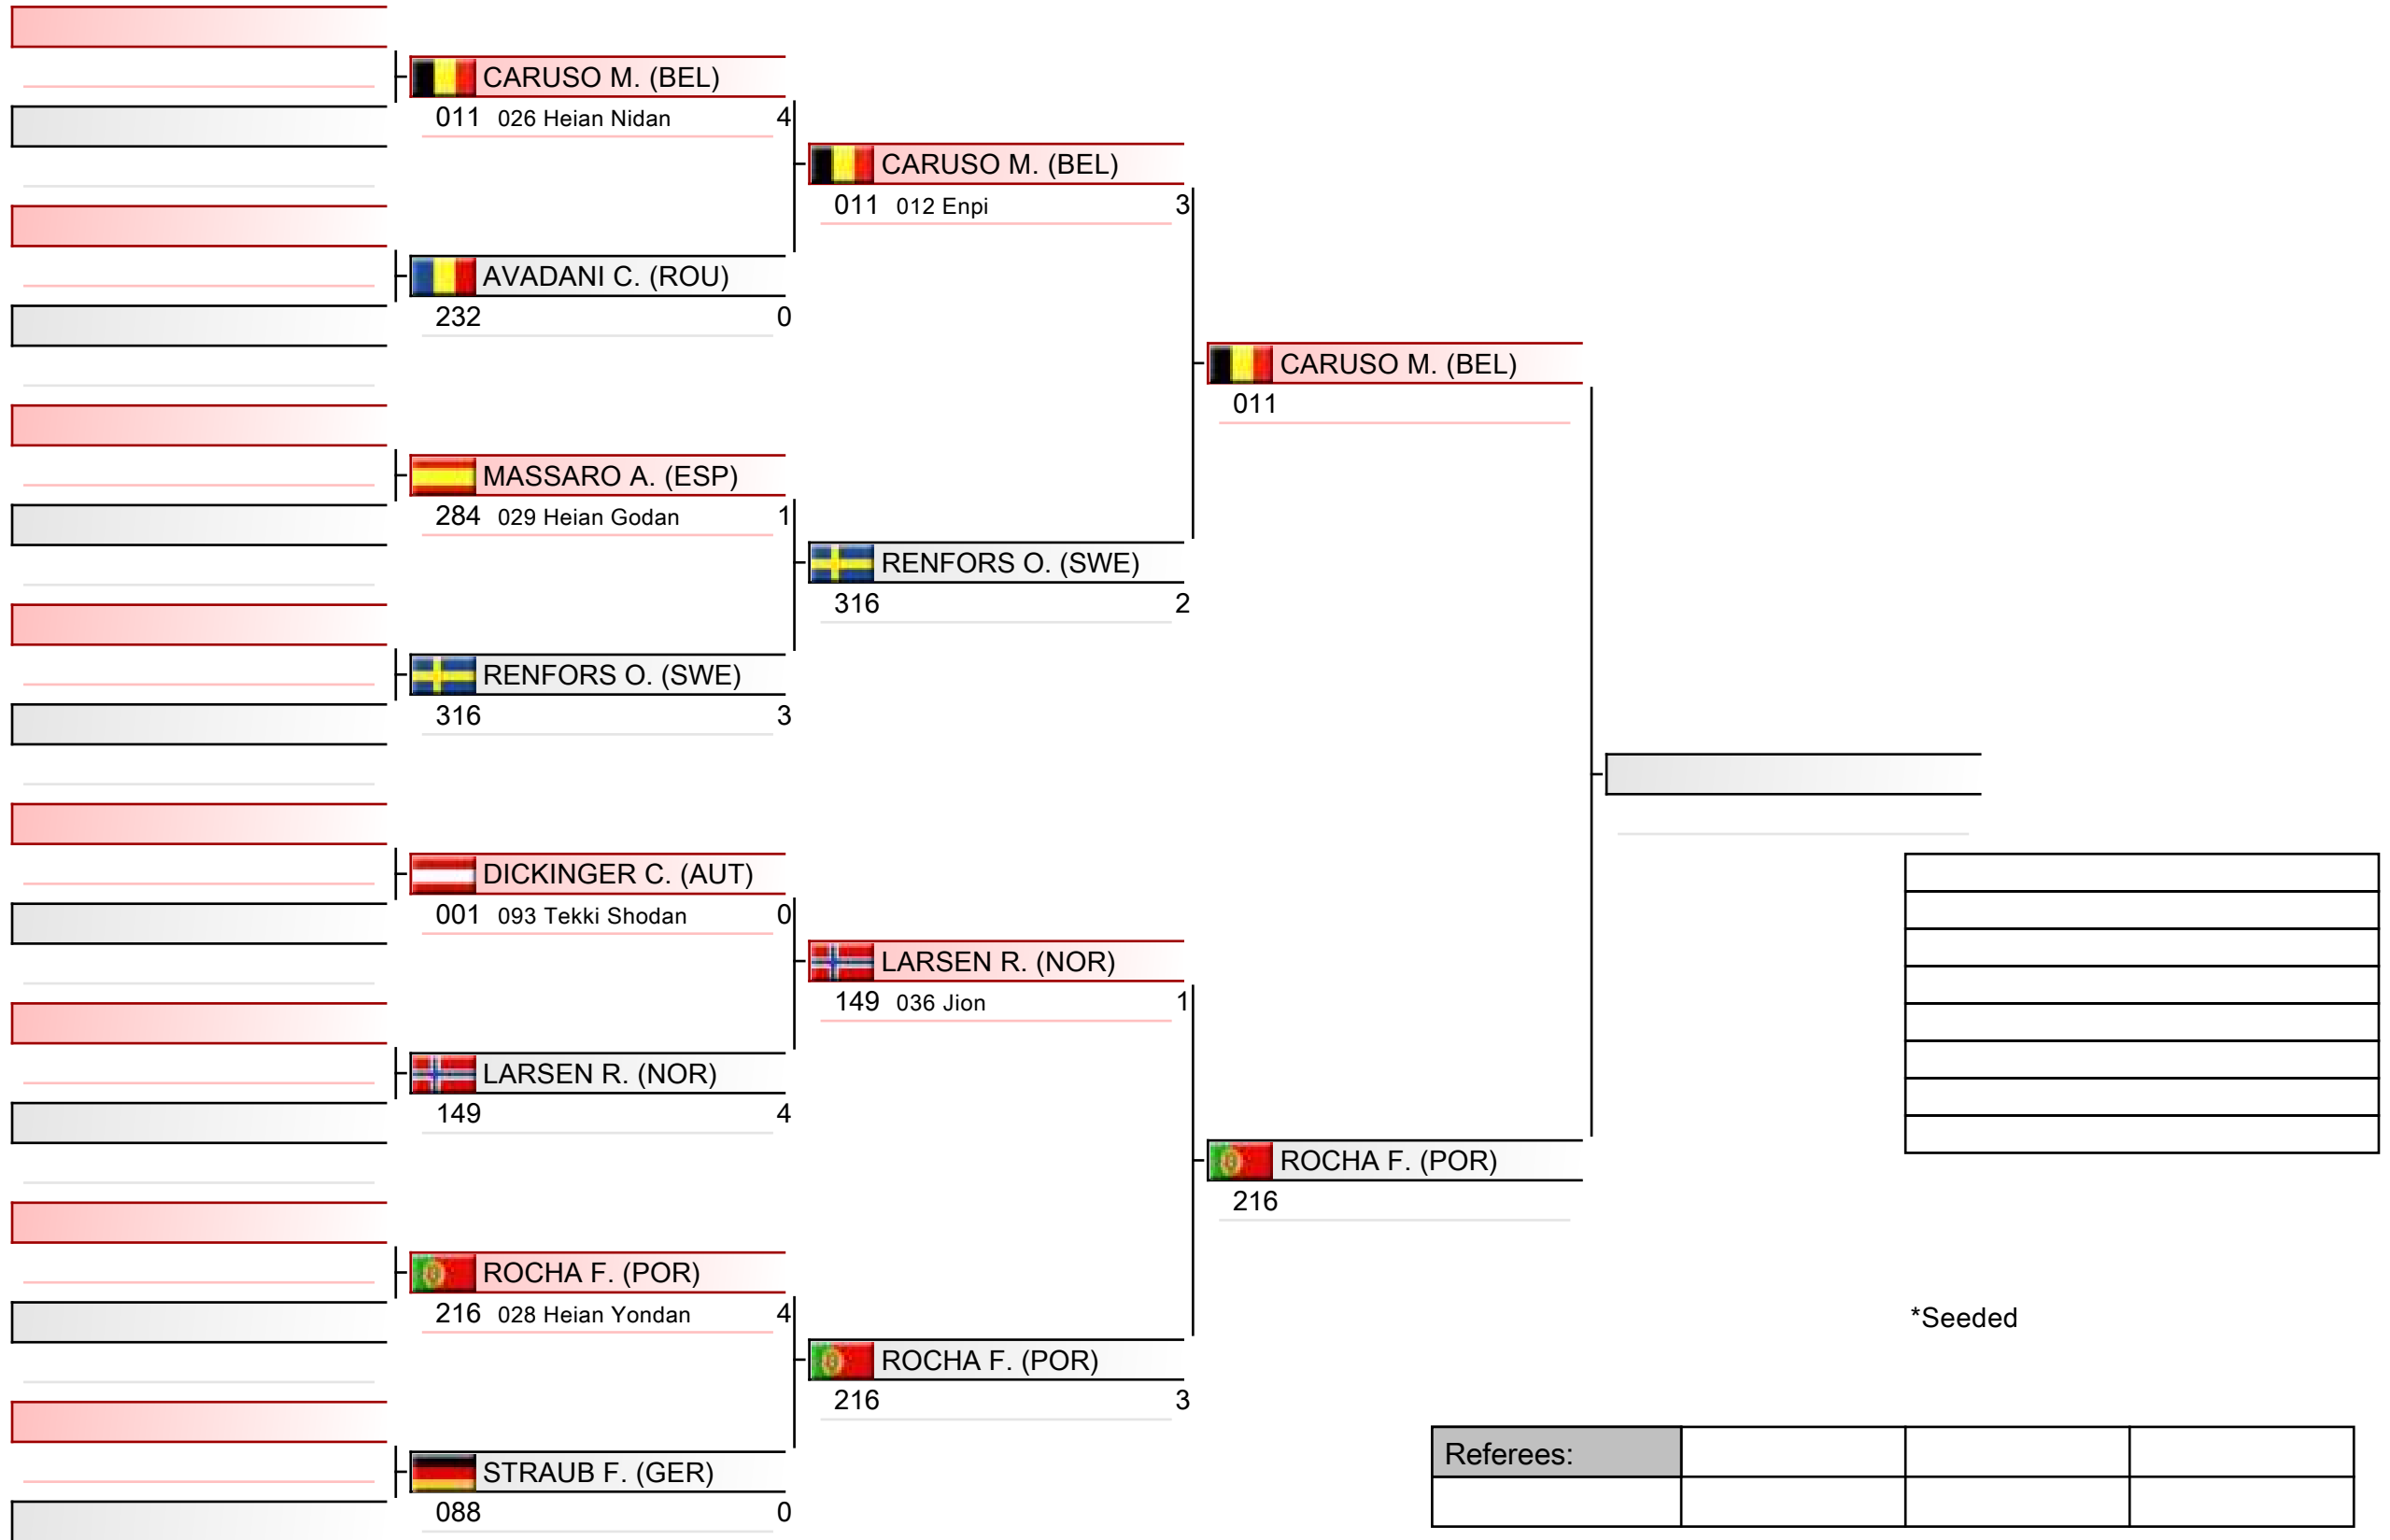 CARUSO M. (BEL)
011 026 Heian Nidan 4
AVADANI C. (ROU)
232 0
MASSARO A. (ESP)
284 029 Heian Godan 1
RENFORS O. (SWE)
316 3
DICKINGER C. (AUT)
001 093 Tekki Shodan 0
LARSEN R. (NOR)
149 4
ROCHA F. (POR)
216 028 Heian Yondan 4
STRAUB F. (GER)
088 0
CARUSO M. (BEL)
011 012 Enpi 3
RENFORS O. (SWE)
316 2
LARSEN R. (NOR)
149 036 Jion 1
ROCHA F. (POR)
216 3
CARUSO M. (BEL)
011
ROCHA F. (POR)
216
*Seeded
Referees: